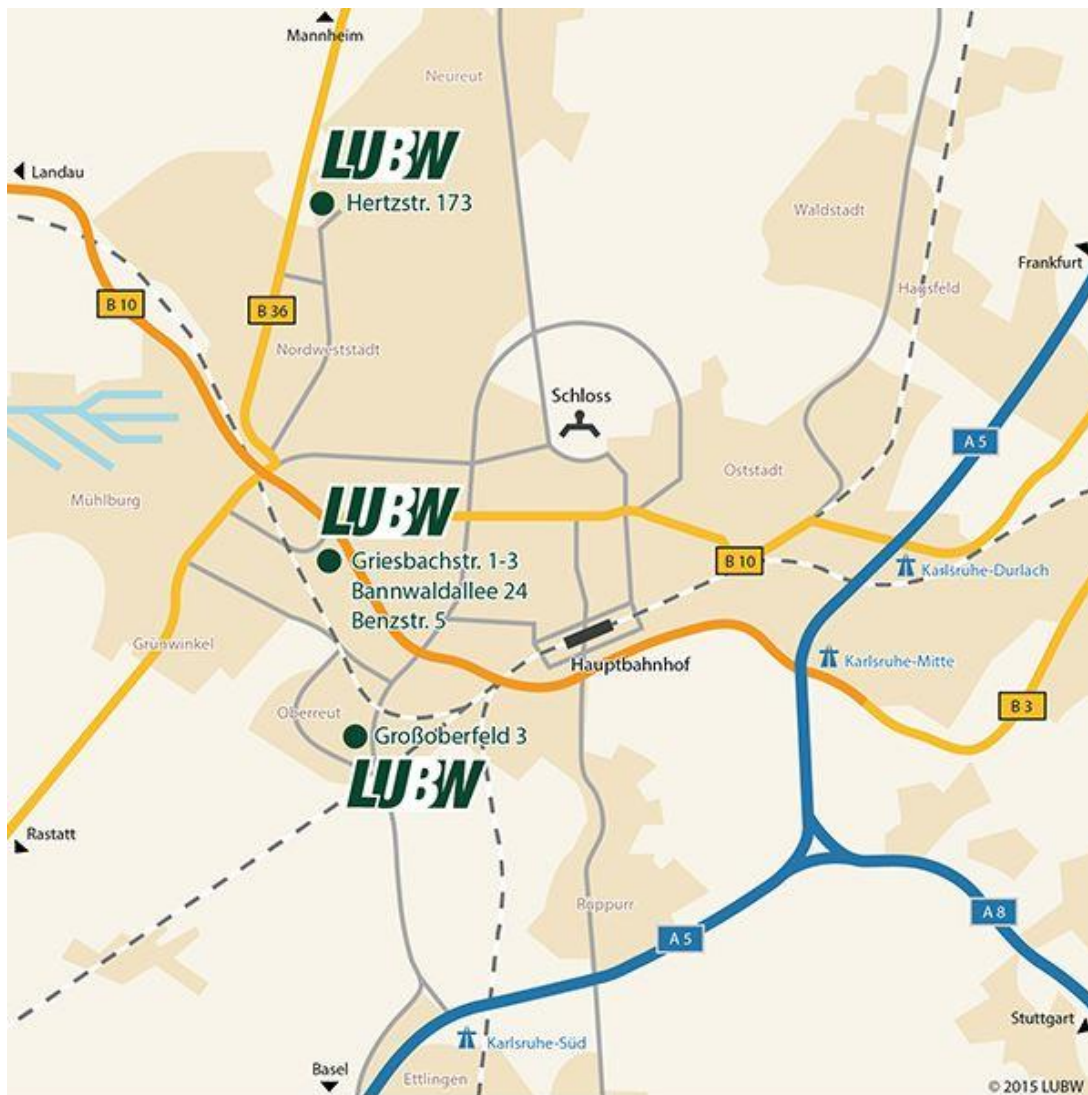 Mannheim
Neureut
LUBW
Landau
Hertzstr. 173
Waldstadt
Frankfurt
Hagsfeld
B 10
B 36
Nordweststadt
Schloss
A 5
Oststadt
Mühlburg
LUBW
Griesbachstr. 1-3
Bannwaldallee 24
Benzstr. 5
B 10
Karlsruhe-Durlach
Grünwinkel
Hauptbahnhof
Karlsruhe-Mitte
B 3
Oberreut
Großoberfeld 3
LUBW
Rastatt
Rüppurr
A 5
A 8
Stuttgart
Karlsruhe-Süd
Basel
Ettlingen
© 2015 LUBW